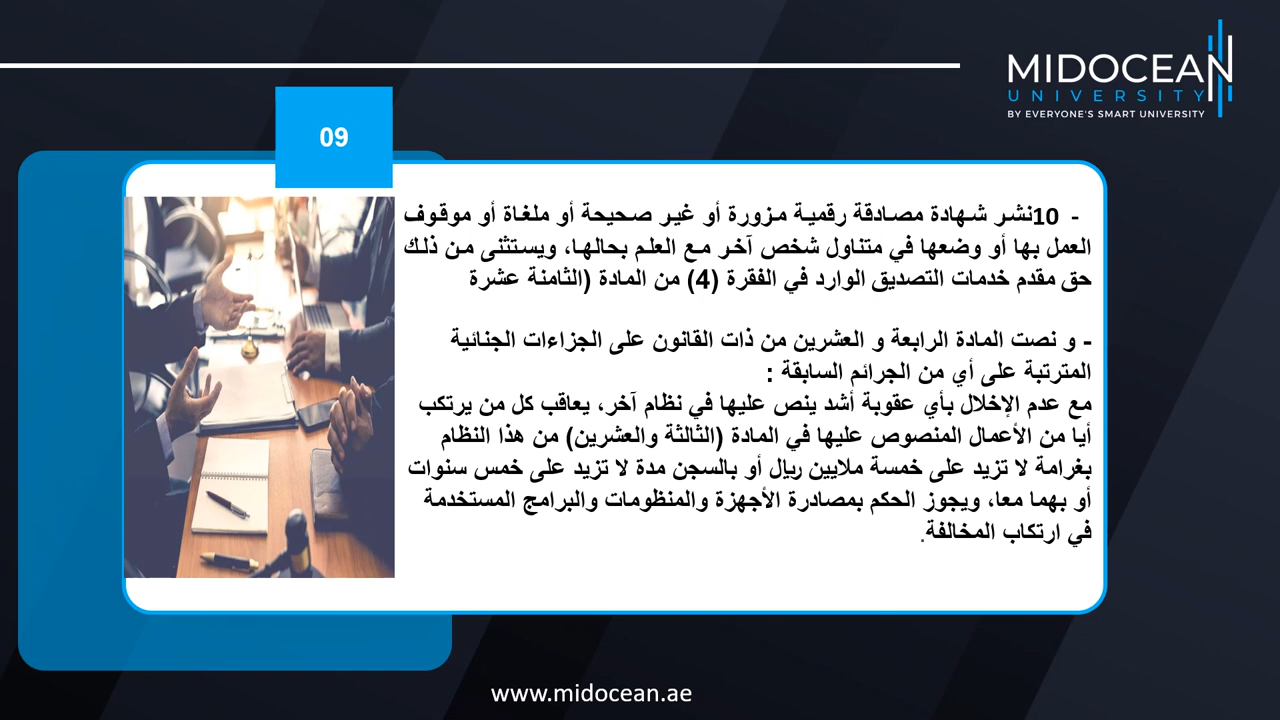 MIDOCEAN
UNIVERSITY
BY EVERYONE'S SMART UNIVERSITY
09
- 10نشر شهادة مصادقة رقمية مزورة أو غير صحيحة أو ملغاة أو موقوف
العمل بها أو وضعها في متناول شخص آخر مع العلم بحالها، ويستثنى من ذلك
حق مقدم خدمات التصديق الوارد في الفقرة (4) من المادة (الثامنة عشرة
- و نصت المادة الرابعة و العشرين من ذات القانون على الجزاءات الجنائية
المترتبة على أي من الجرائم السابقة :
مع عدم الإخلال بأي عقوبة أشد ينص عليها في نظام آخر، يعاقب كل من يرتكب
أيا من الأعمال المنصوص عليها في المادة (الثالثة والعشرين) من هذا النظام
بغرامة لا تزيد على خمسة ملايين ريال أو بالسجن مدة لا تزيد على خمس سنوات
أو بهما معا، ويجوز الحكم بمصادرة الأجهزة والمنظومات والبرامج المستخدمة
في ارتكاب المخالفة.
www.midocean.ae